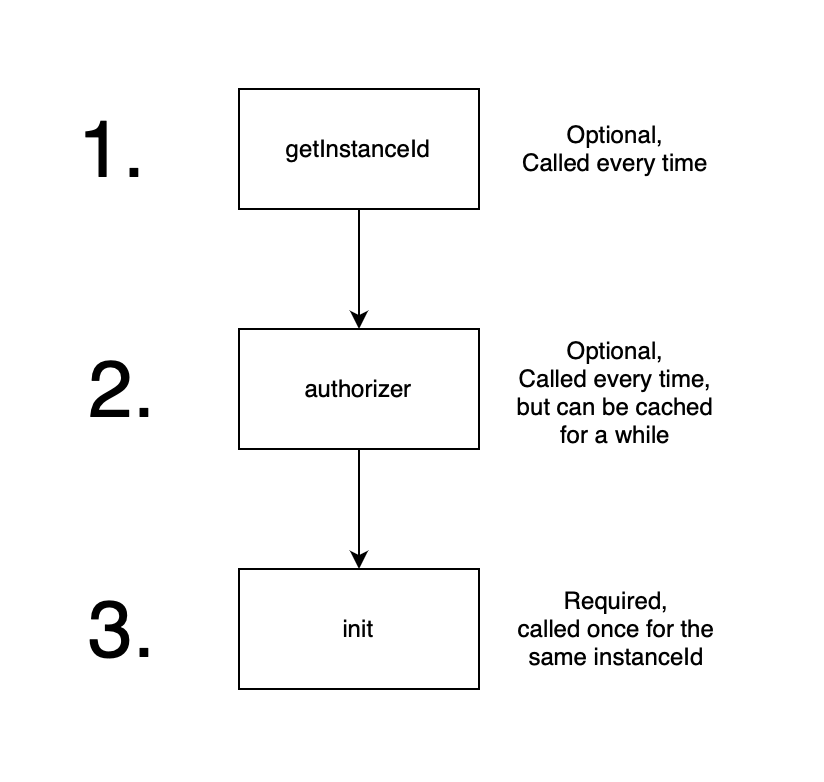 1.
getInstanceId
Optional,
Called every time
2.
authorizer
Optional,
Called every time,
but can be cached
for a while
3.
init
Required,
called once for the
same instanceId